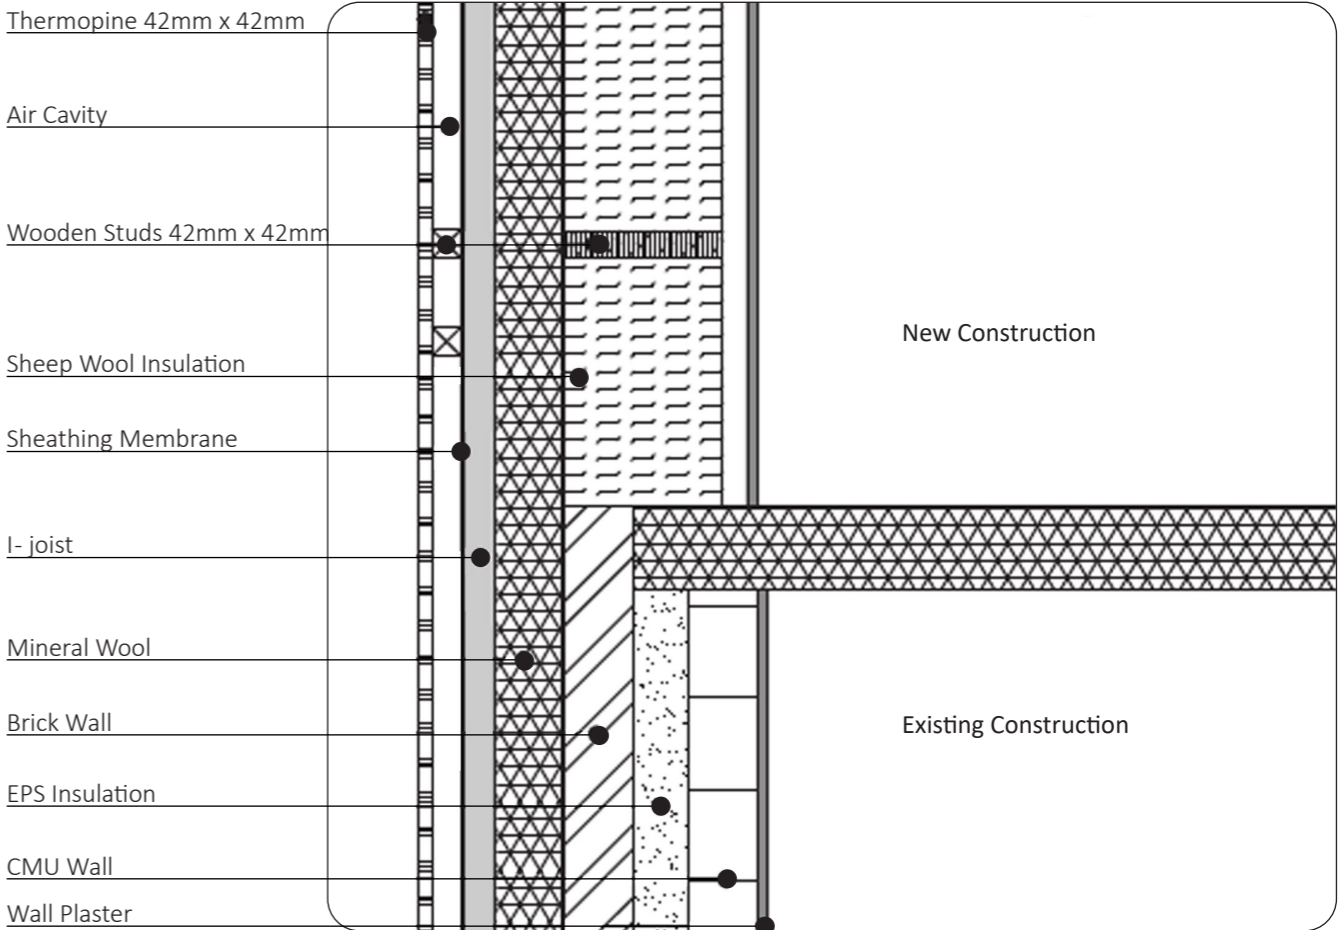 Thermopine 42mm x 42mm
Air Cavity
Wooden Studs 42mm x 42mm
Sheep Wool Insulation
New Construction
Sheathing Membrane
I- joist
Mineral Wool
Brick Wall
Existing Construction
EPS Insulation
CMU Wall
Wall Plaster